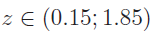 z ∈ (0.15; 1.85)